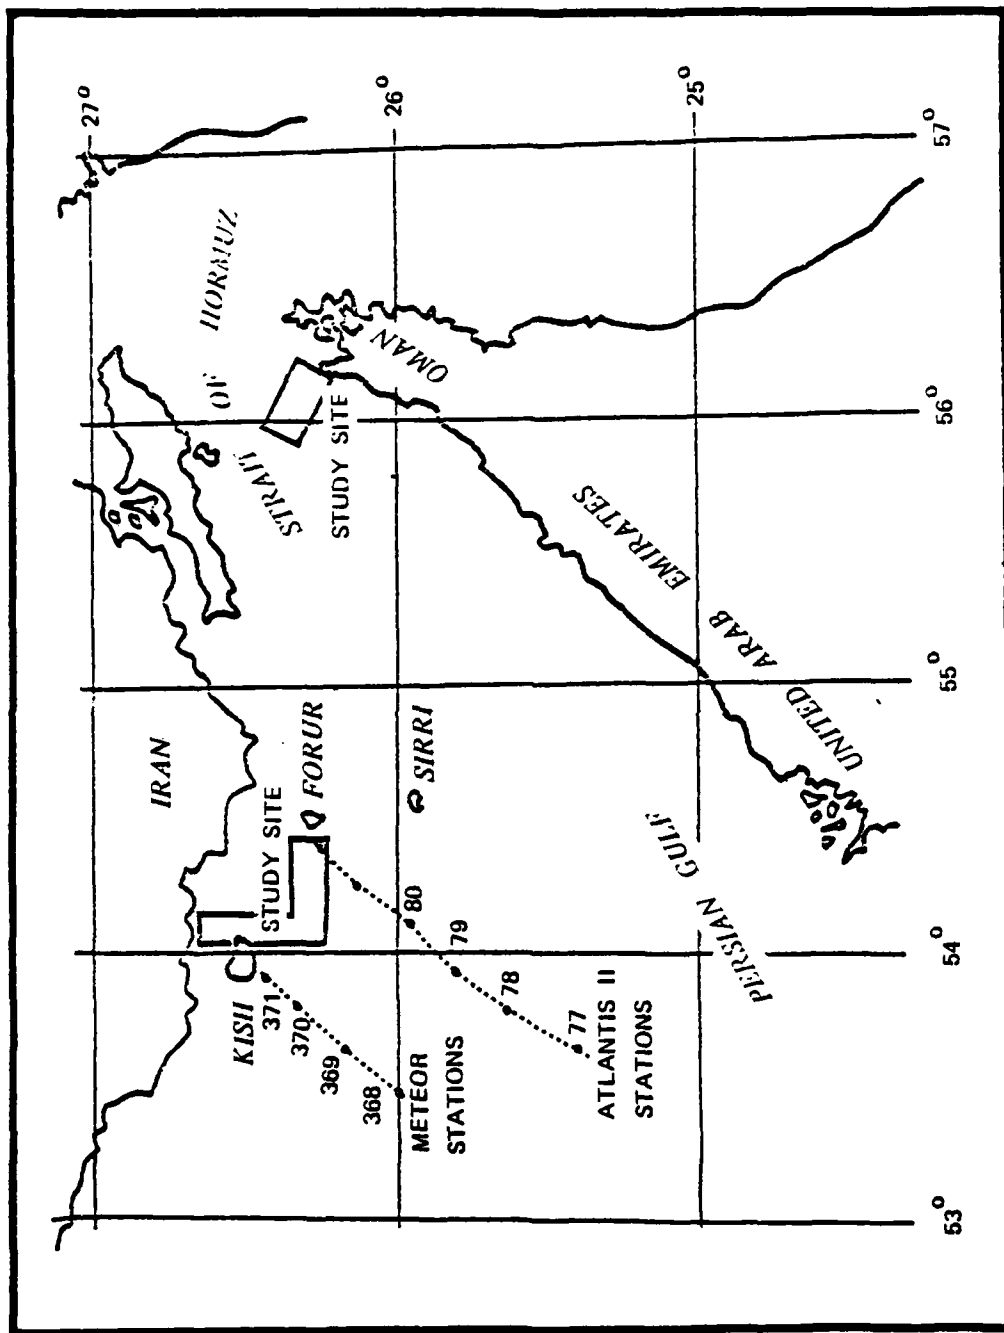 27°
26°
25°
57°
56°
55°
54°
53°
STRAIT OF HORMUZ
OMAN
STUDY SITE
IRAN
UNITED ARAB EMIRATES
FORUR
SIRRI
STUDY SITE
KISH
PERSIAN GULF
371
370
369
368
METEOR
STATIONS
80
79
78
77
ATLANTIS II
STATIONS